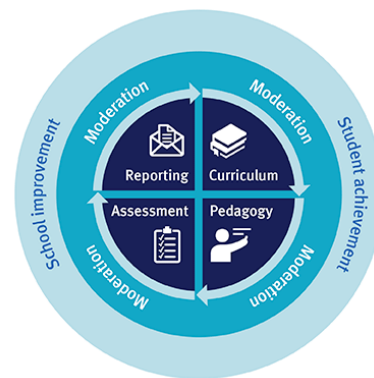 Moderation
Moderation
School improvement
Student achievement
Reporting
Curriculum
Assessment
Pedagogy
Moderation
Moderation